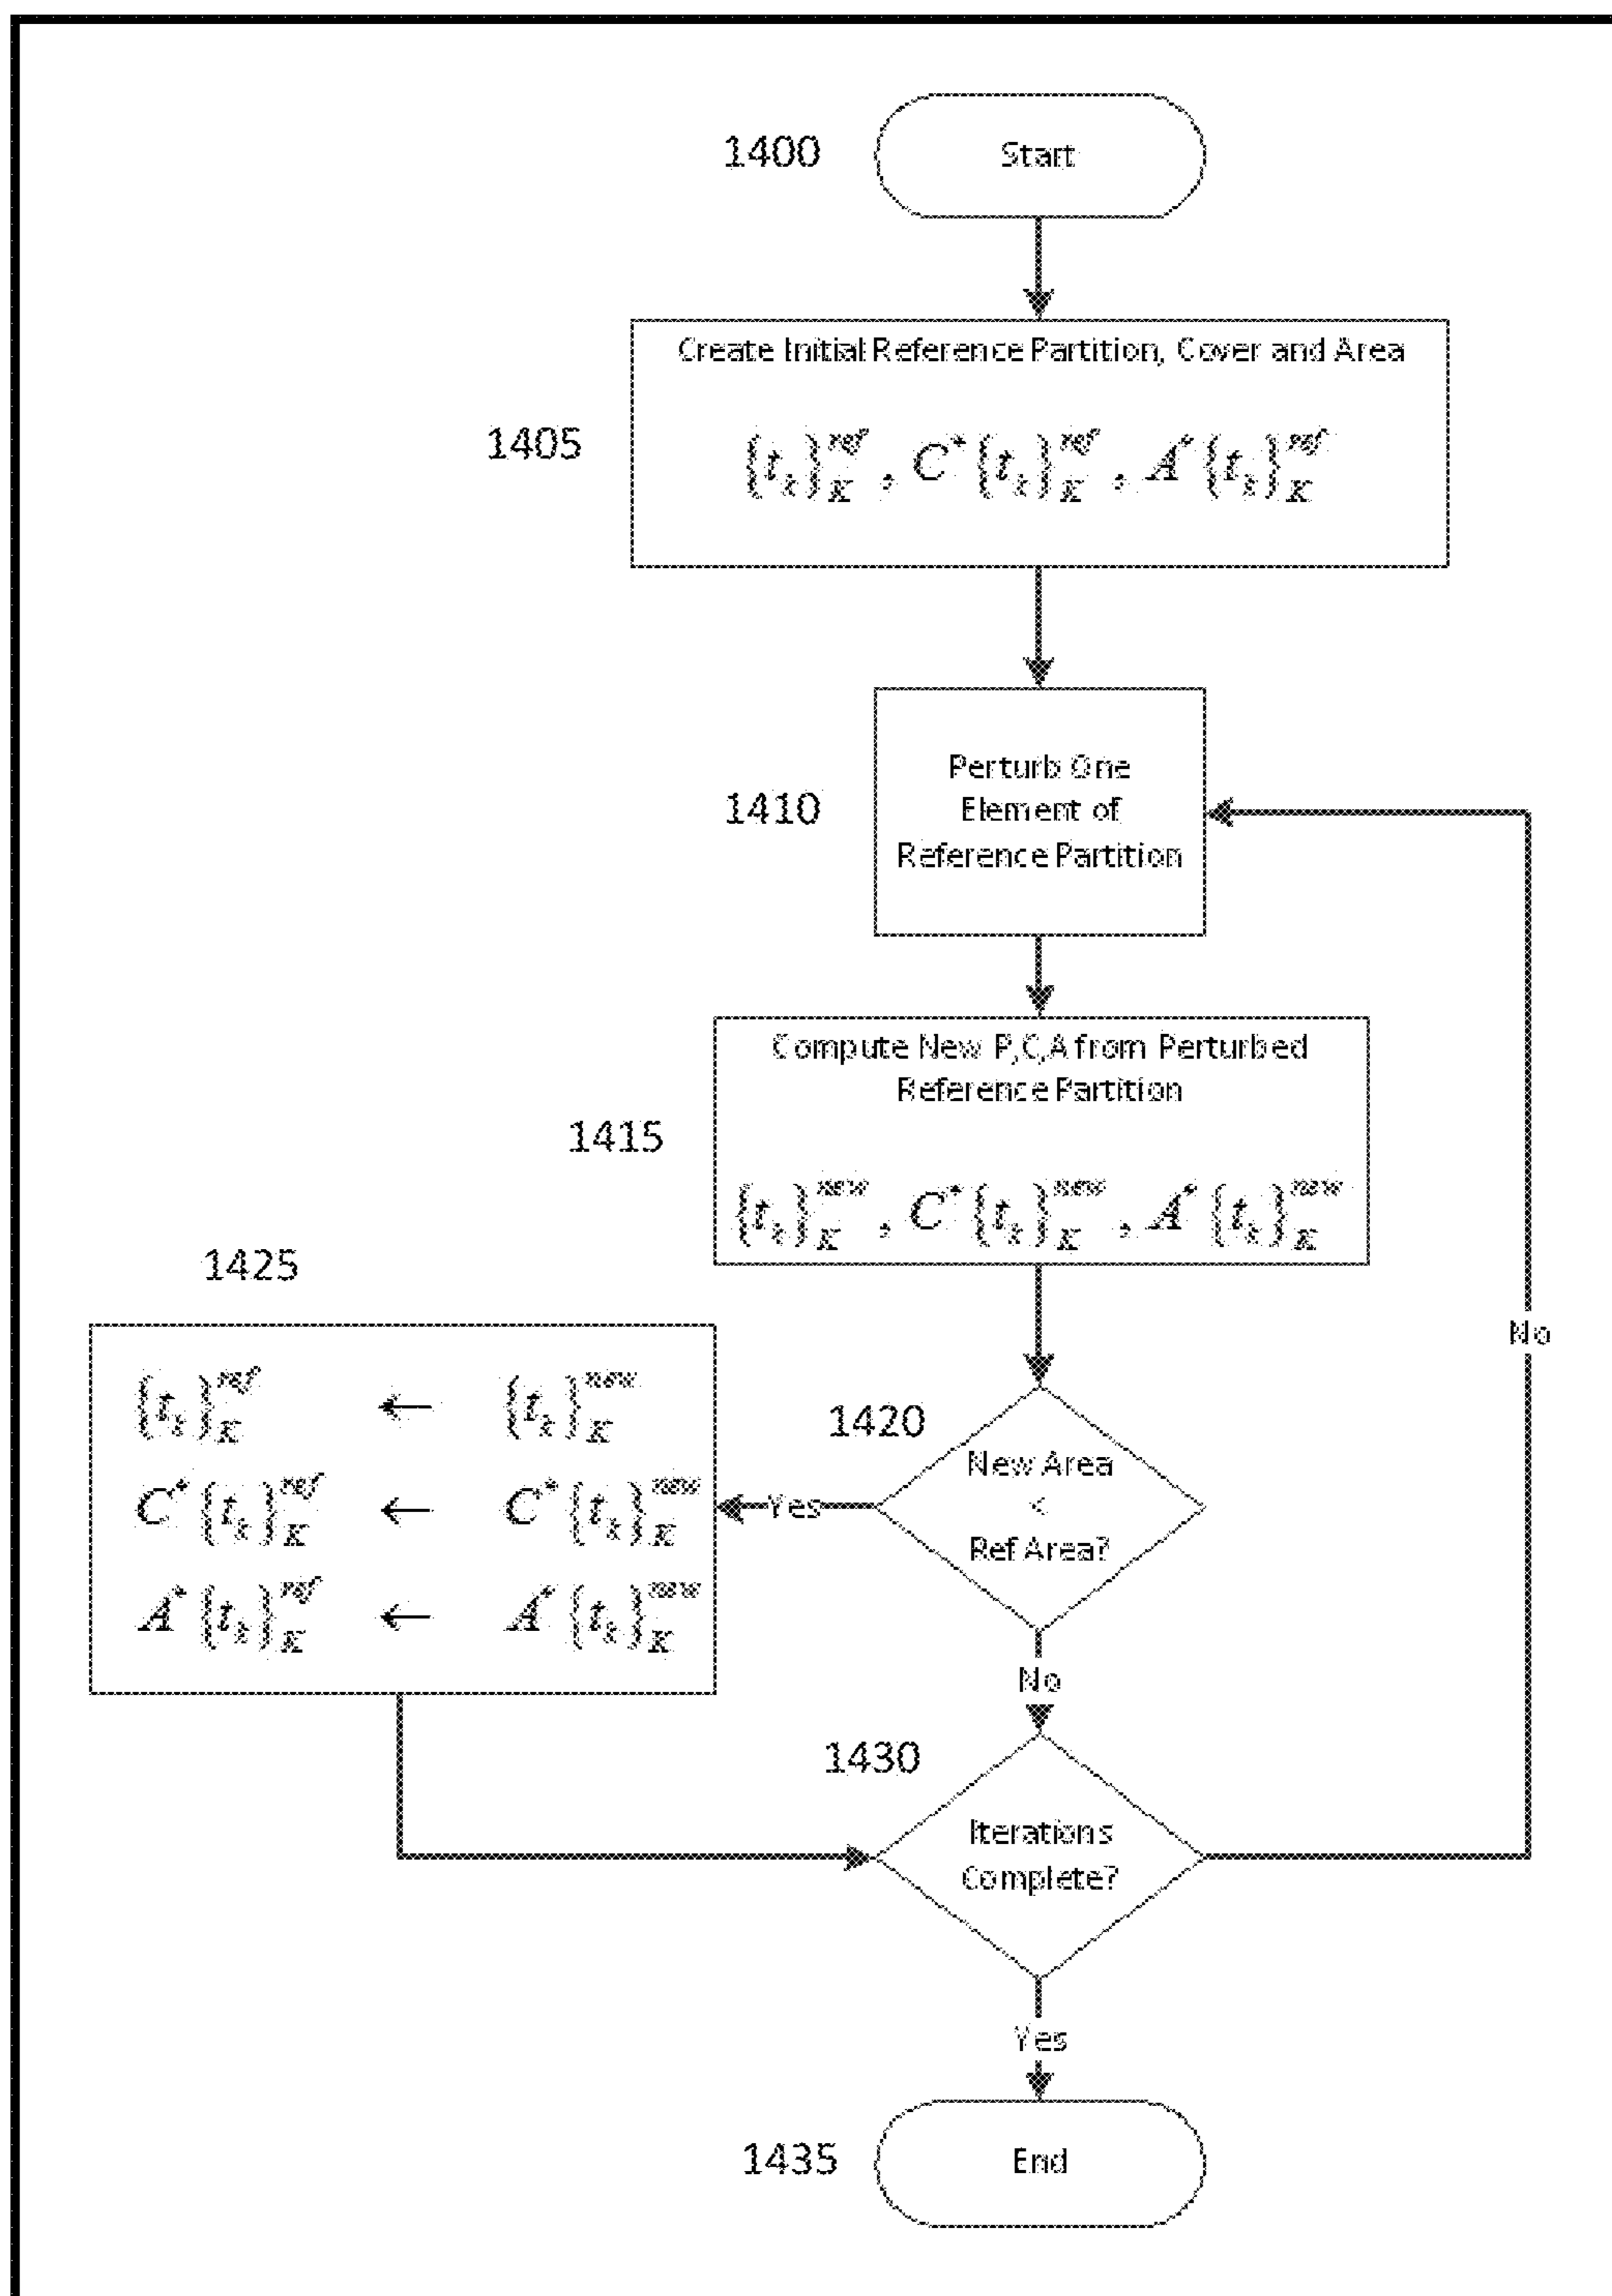 1400
Start
Create Initial Reference Partition, Cover and Area
1405
{t_k}_K^ref , C^*{t_k}_K^ref , A^*{t_k}_K^ref
1410
Perturb One
Element of
Reference Partition
Compute New P,C,A from Perturbed
Reference Partition
1415
{t_k}_K^new , C^*{t_k}_K^new , A^*{t_k}_K^new
1425
{t_k}_K^ref ← {t_k}_K^new
C^*{t_k}_K^ref ← C^*{t_k}_K^new
A^*{t_k}_K^ref ← A^*{t_k}_K^new
1420
New Area
<
Ref Area?
Yes
No
No
1430
Iterations
Complete?
Yes
1435
End